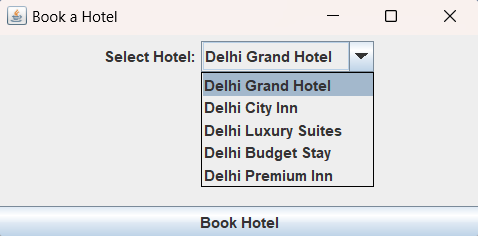 Book a Hotel
Select Hotel: Delhi Grand Hotel
Delhi Grand Hotel
Delhi City Inn
Delhi Luxury Suites
Delhi Budget Stay
Delhi Premium Inn
Book Hotel